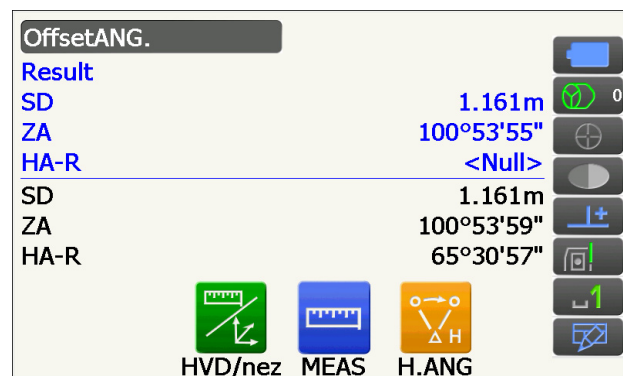 OffsetANG.
Result
SD 1.161m
ZA 100°53'55"
HA-R <Null>
SD 1.161m
ZA 100°53'59"
HA-R 65°30'57"
0
1
H
HVD/nez MEAS H.ANG